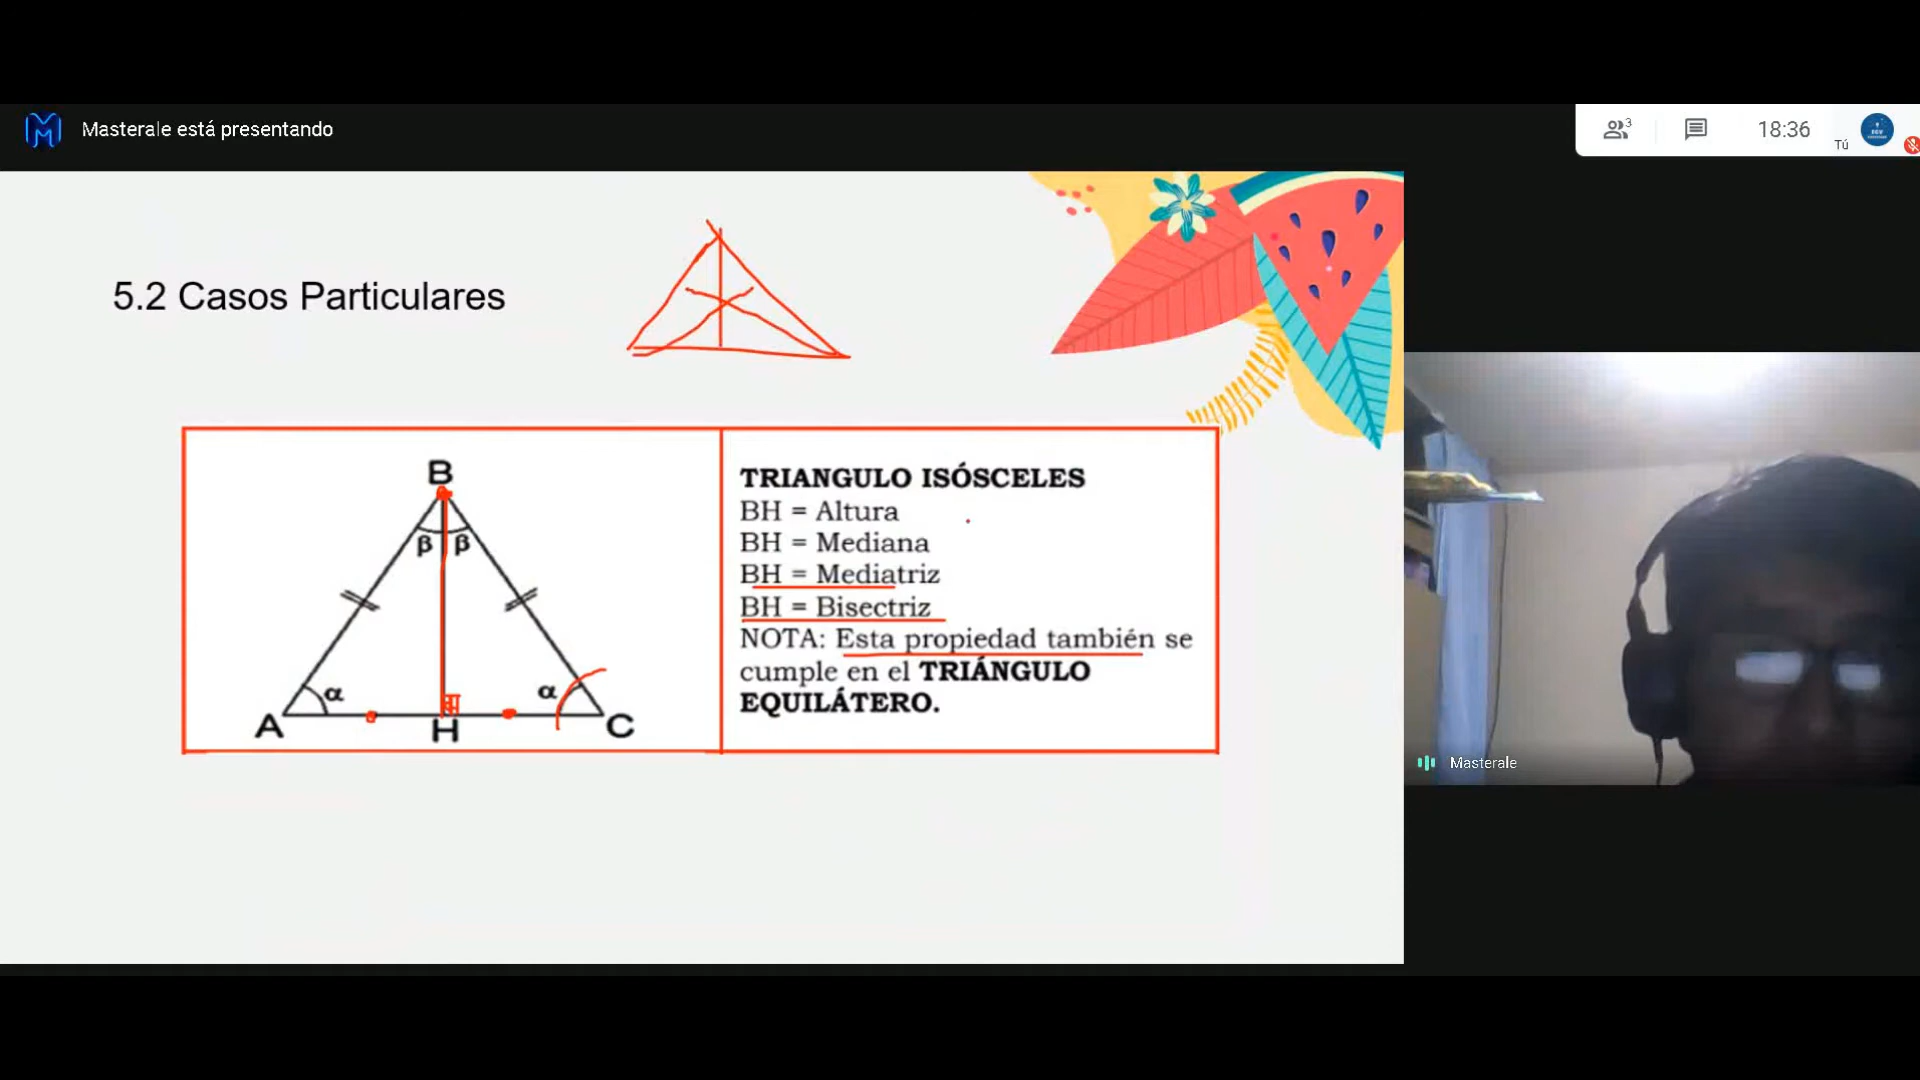 Masterale está presentando
3
18:36
Tú
5.2 Casos Particulares
B
β β
α
α
A
H
C
TRIANGULO ISÓSCELES
BH = Altura
BH = Mediana
BH = Mediatriz
BH = Bisectriz
NOTA: Esta propiedad también se
cumple en el TRIÁNGULO
EQUILÁTERO.
Masterale